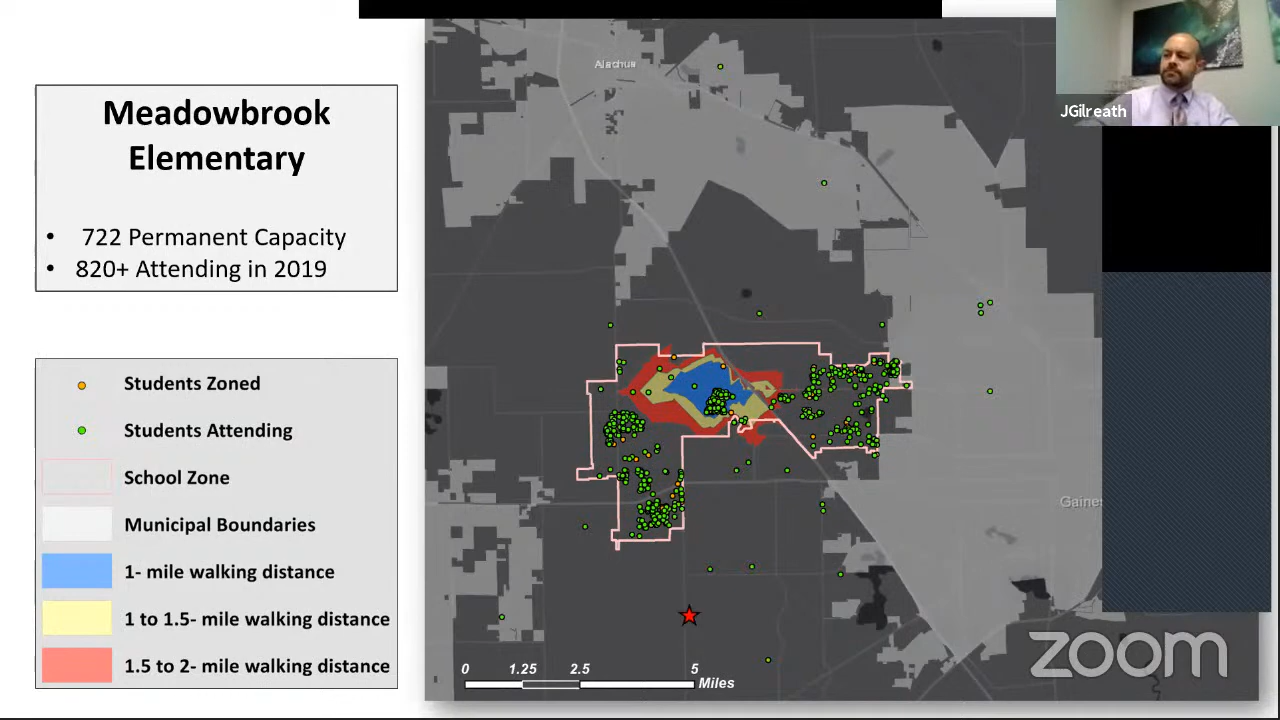 Meadowbrook
Elementary
• 722 Permanent Capacity
• 820+ Attending in 2019
Students Zoned
Students Attending
School Zone
Municipal Boundaries
1- mile walking distance
1 to 1.5- mile walking distance
1.5 to 2- mile walking distance
Alachua
Gaines
0 1.25 2.5 5
Miles
JGilreath
zoom